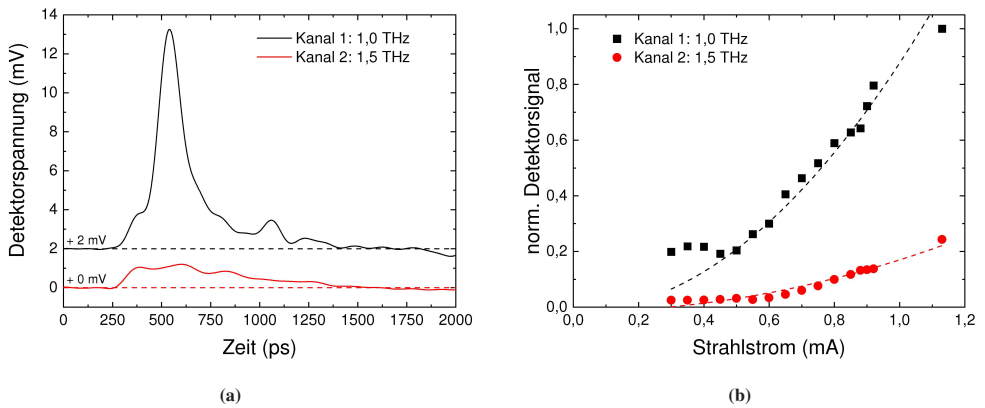 14
12
10
8
6
4
2
0
Detektorspannung (mV)
Kanal 1: 1,0 THz
Kanal 2: 1,5 THz
+ 2 mV
+ 0 mV
0 250 500 750 1000 1250 1500 1750 2000
Zeit (ps)
(a)
1,0
0,8
0,6
0,4
0,2
0,0
norm. Detektorsignal
Kanal 1: 1,0 THz
Kanal 2: 1,5 THz
0,0 0,2 0,4 0,6 0,8 1,0 1,2
Strahlstrom (mA)
(b)